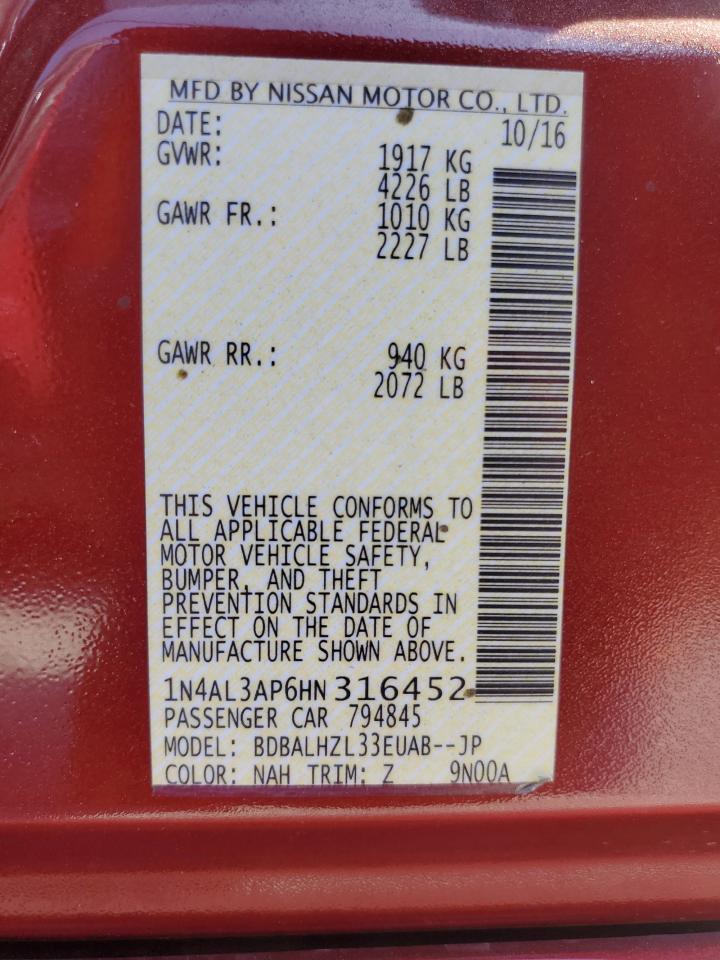 MFD BY NISSAN MOTOR CO., LTD.
DATE: 10/16
GVWR: 1917 KG
4226 LB
GAWR FR.: 1010 KG
2227 LB
GAWR RR.: 940 KG
2072 LB
THIS VEHICLE CONFORMS TO
ALL APPLICABLE FEDERAL
MOTOR VEHICLE SAFETY,
BUMPER, AND THEFT
PREVENTION STANDARDS IN
EFFECT ON THE DATE OF
MANUFACTURE SHOWN ABOVE.
1N4AL3AP6HN316452
PASSENGER CAR 794845
MODEL: BDBALHZL33EUAB--JP
COLOR: NAH TRIM: Z 9N00A